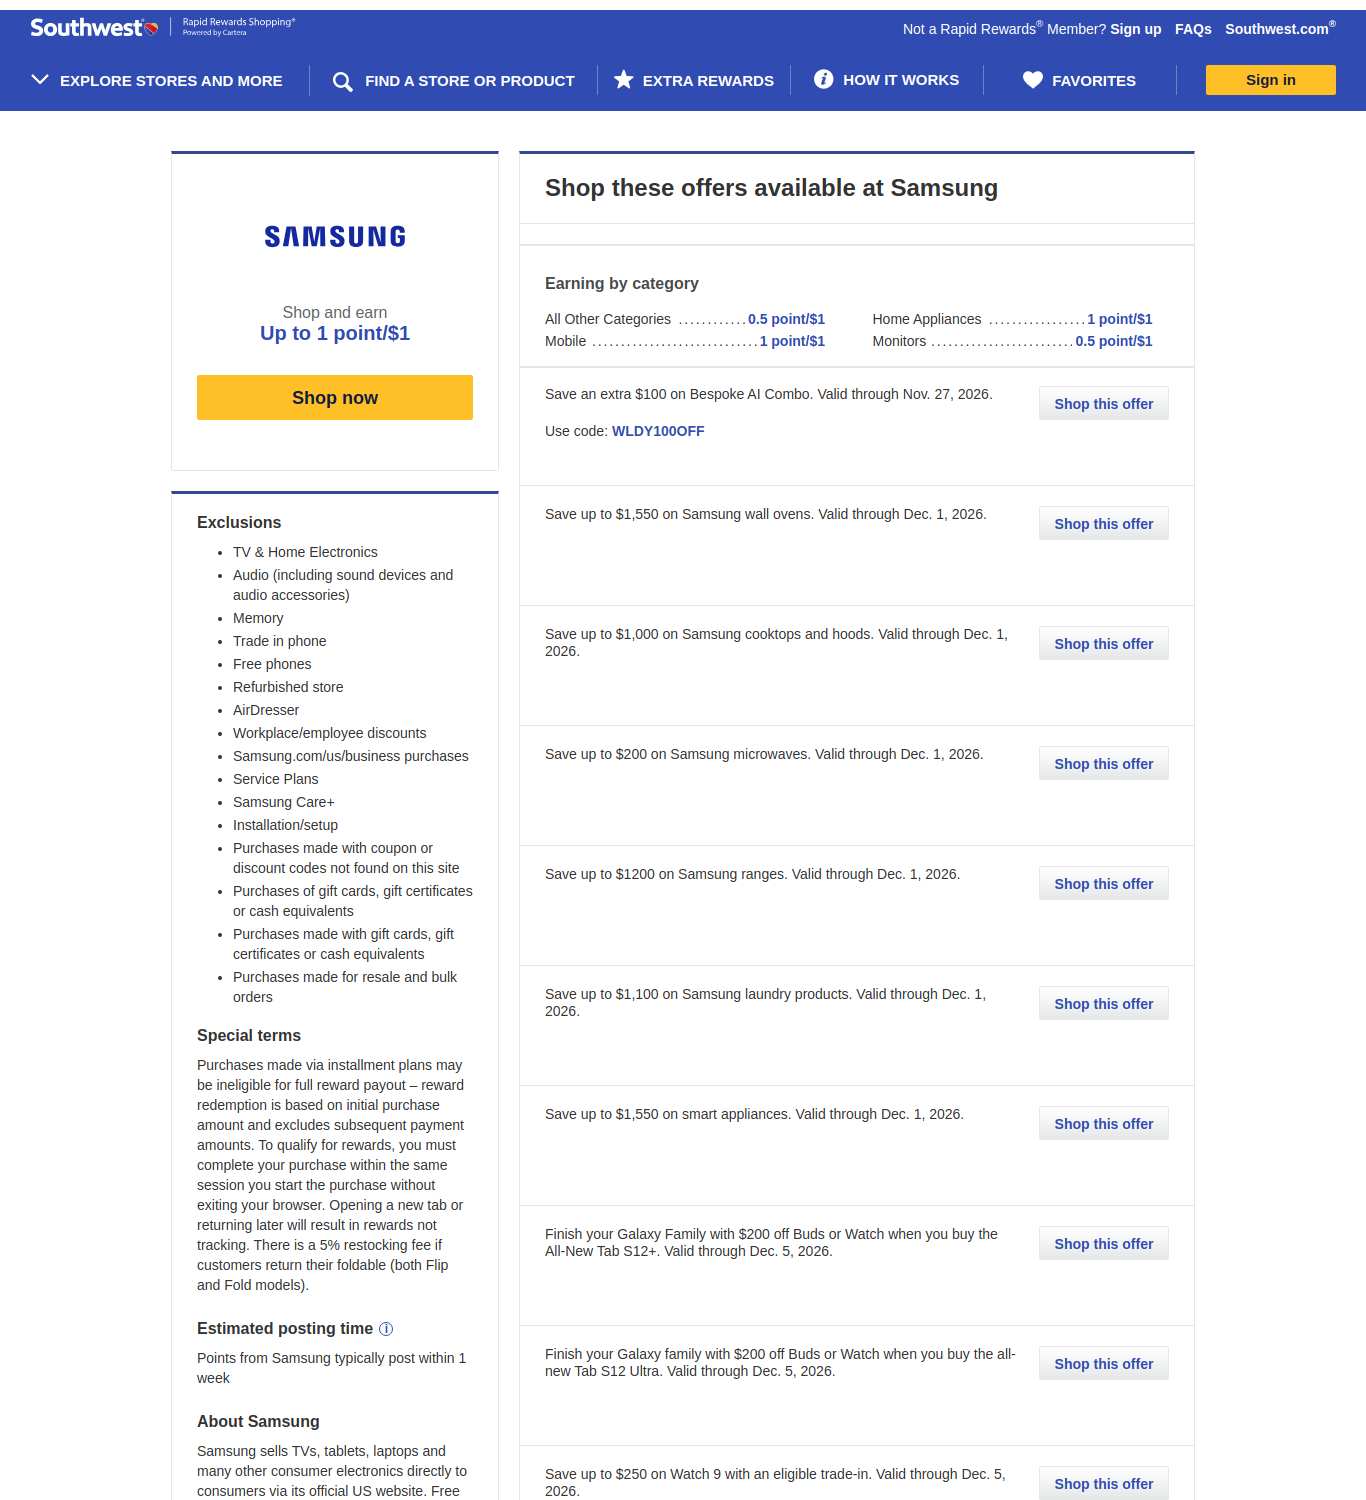 Southwest®
Rapid Rewards Shopping®
Powered by Cartera
Not a Rapid Rewards® Member? Sign up FAQs Southwest.com®
EXPLORE STORES AND MORE
FIND A STORE OR PRODUCT
EXTRA REWARDS
HOW IT WORKS
FAVORITES
Sign in
SAMSUNG
Shop and earn
Up to 1 point/$1
Shop now
Exclusions
• TV & Home Electronics
• Audio (including sound devices and
audio accessories)
• Memory
• Trade in phone
• Free phones
• Refurbished store
• AirDresser
• Workplace/employee discounts
• Samsung.com/us/business purchases
• Service Plans
• Samsung Care+
• Installation/setup
• Purchases made with coupon or
discount codes not found on this site
• Purchases of gift cards, gift certificates
or cash equivalents
• Purchases made with gift cards, gift
certificates or cash equivalents
• Purchases made for resale and bulk
orders
Special terms
Purchases made via installment plans may
be ineligible for full reward payout – reward
redemption is based on initial purchase
amount and excludes subsequent payment
amounts. To qualify for rewards, you must
complete your purchase within the same
session you start the purchase without
exiting your browser. Opening a new tab or
returning later will result in rewards not
tracking. There is a 5% restocking fee if
customers return their foldable (both Flip
and Fold models).
Estimated posting time
Points from Samsung typically post within 1
week
About Samsung
Samsung sells TVs, tablets, laptops and
many other consumer electronics directly to
consumers via its official US website. Free
Shop these offers available at Samsung
Earning by category
All Other Categories ............ 0.5 point/$1
Home Appliances ................. 1 point/$1
Mobile ............................. 1 point/$1
Monitors ......................... 0.5 point/$1
Save an extra $100 on Bespoke AI Combo. Valid through Nov. 27, 2026.
Use code: WLDY100OFF
Shop this offer
Save up to $1,550 on Samsung wall ovens. Valid through Dec. 1, 2026.
Shop this offer
Save up to $1,000 on Samsung cooktops and hoods. Valid through Dec. 1,
2026.
Shop this offer
Save up to $200 on Samsung microwaves. Valid through Dec. 1, 2026.
Shop this offer
Save up to $1200 on Samsung ranges. Valid through Dec. 1, 2026.
Shop this offer
Save up to $1,100 on Samsung laundry products. Valid through Dec. 1,
2026.
Shop this offer
Save up to $1,550 on smart appliances. Valid through Dec. 1, 2026.
Shop this offer
Finish your Galaxy Family with $200 off Buds or Watch when you buy the
All-New Tab S12+. Valid through Dec. 5, 2026.
Shop this offer
Finish your Galaxy family with $200 off Buds or Watch when you buy the all-
new Tab S12 Ultra. Valid through Dec. 5, 2026.
Shop this offer
Save up to $250 on Watch 9 with an eligible trade-in. Valid through Dec. 5,
2026.
Shop this offer